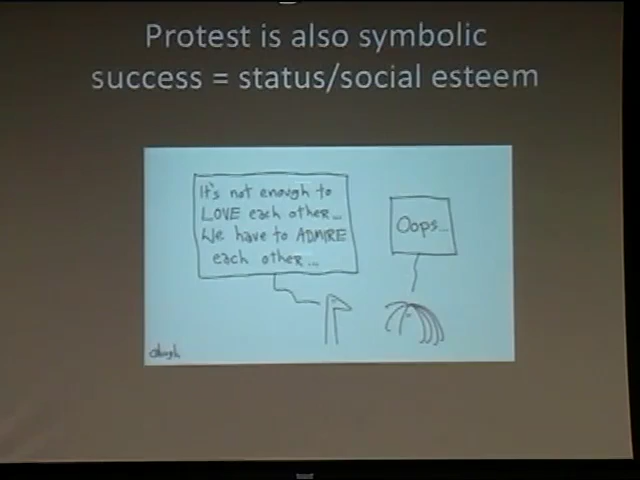 Protest is also symbolic
success = status/social esteem
It's not enough to
LOVE each other...
We have to ADMIRE
each other...
Oops...